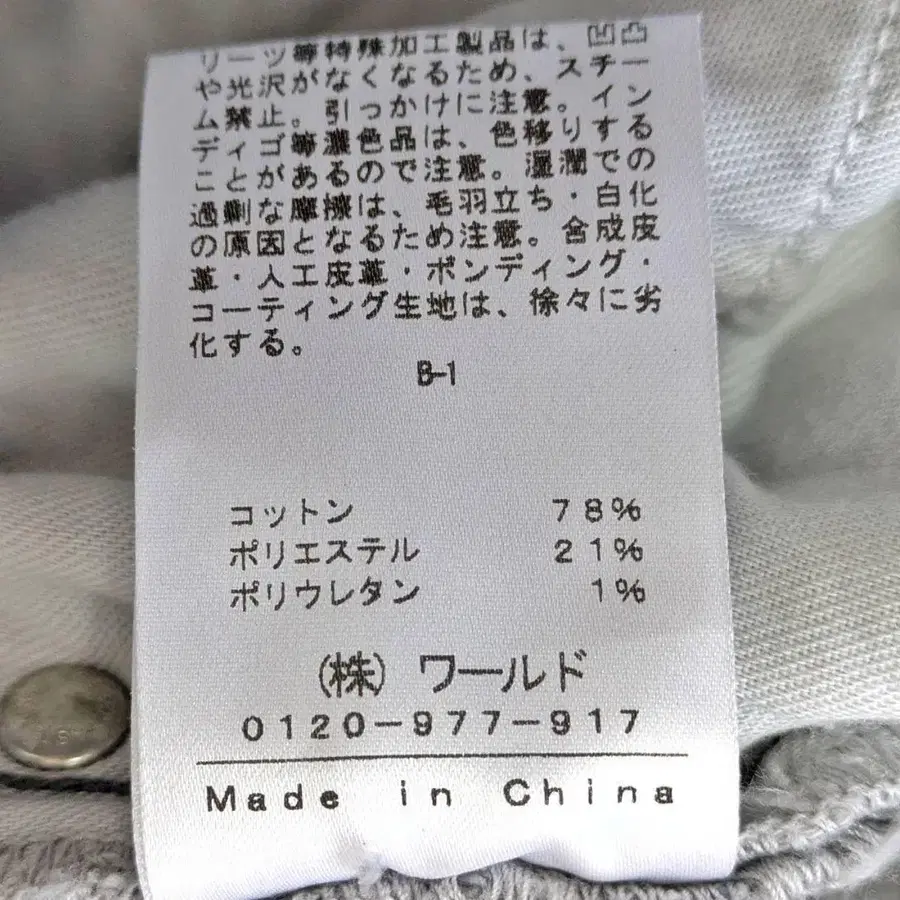 リーツ等特殊加工製品は、凹凸
や光沢がなくなるため、スチー
ム禁止。引っかけに注意。イン
ディゴ等濃色品は、色移りする
ことがあるので注意。湿潤での
過剰な摩擦は、毛羽立ち・白化
の原因となるため注意。合成皮
革・人工皮革・ボンディング・
コーティング生地は、徐々に劣
化する。
B-1
コットン 78%
ポリエステル 21%
ポリウレタン 1%
(株) ワールド
0120-977-917
Made in China